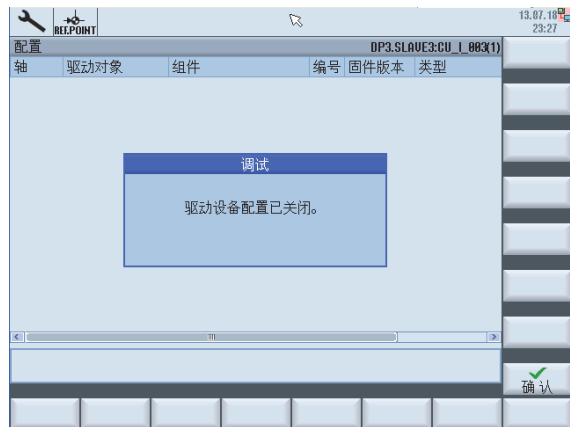 REF.POINT
13.07.18
23:27
配置 DP3.SLAVE3:CU_I_003(1)
轴 驱动对象 组件 编号 固件版本 类型
调试
驱动设备配置已关闭。
确认